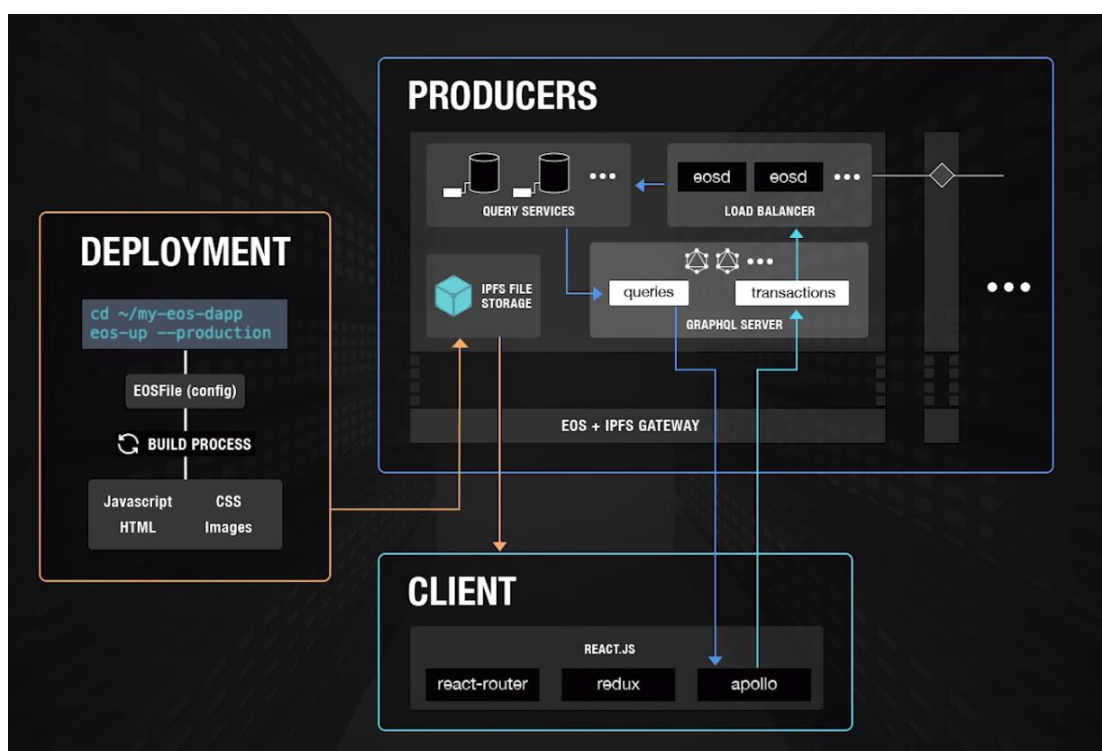 PRODUCERS
eosd eosd
QUERY SERVICES
LOAD BALANCER
IPFS FILE
STORAGE
queries
transactions
GRAPHQL SERVER
EOS + IPFS GATEWAY
DEPLOYMENT
cd ~/my-eos-dapp
eos-up --production
EOSFile (config)
BUILD PROCESS
Javascript CSS
HTML Images
CLIENT
REACT.JS
react-router redux apollo